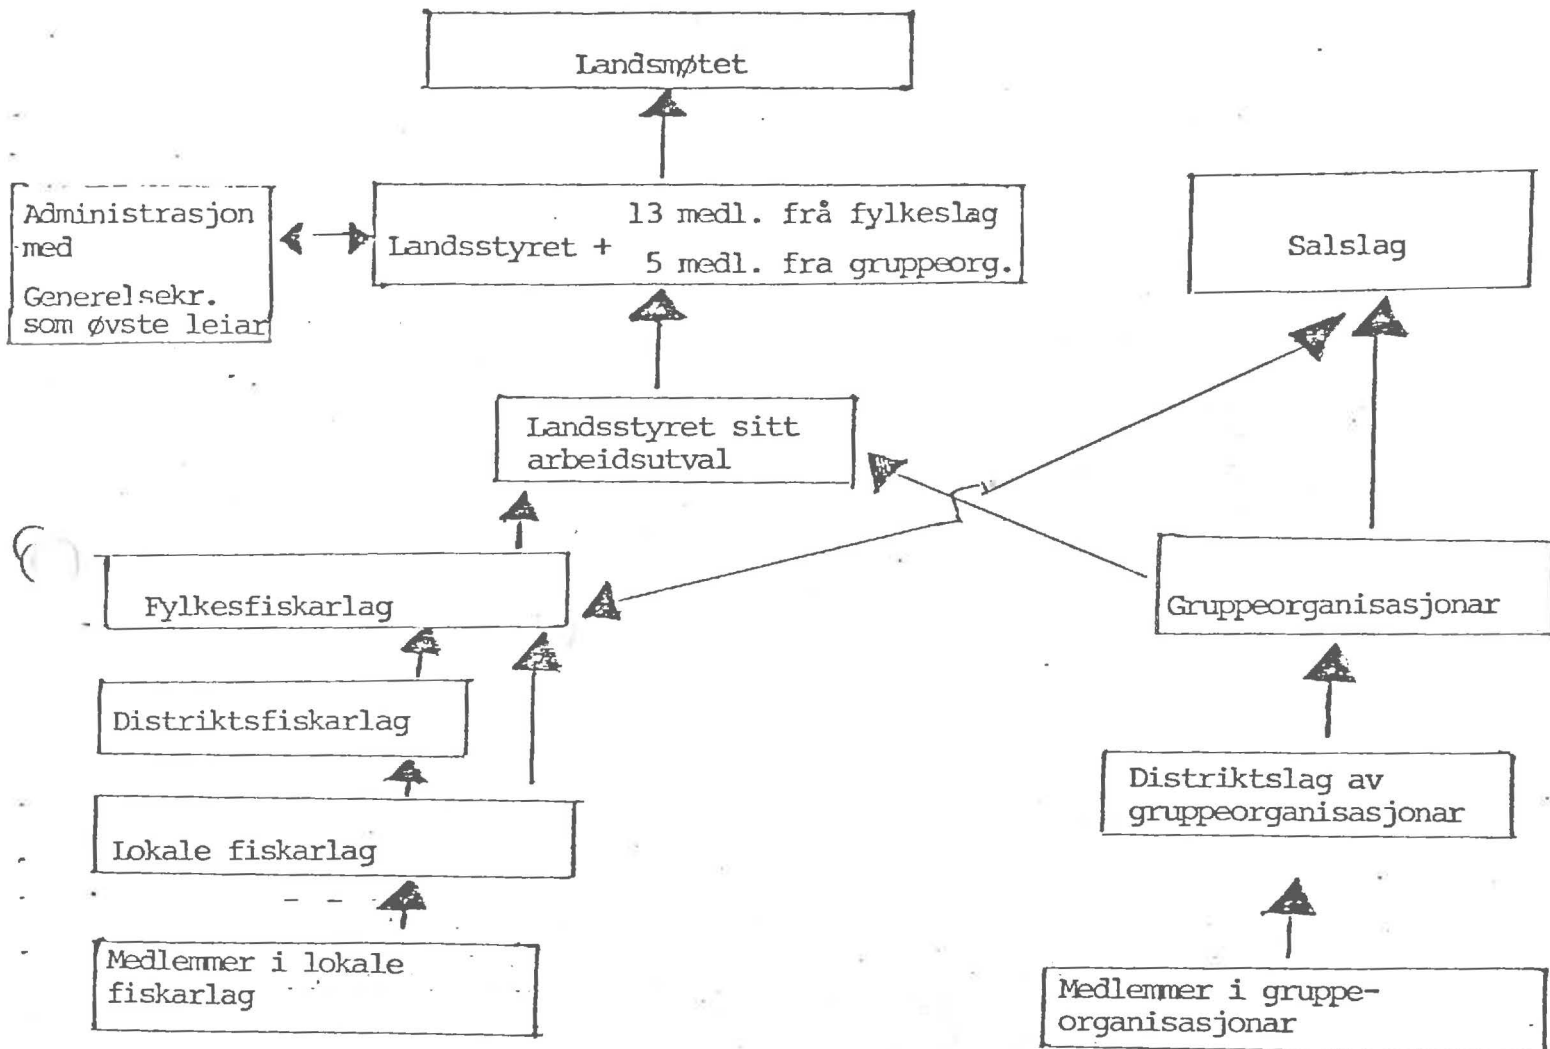 Landsmøtet
Administrasjon
med
Generelsekr.
som øvste leiar
13 medl. frå fylkeslag
Landsstyret +
5 medl. fra gruppeorg.
Salslag
Landsstyret sitt
arbeidsutval
Fylkesfiskarlag
Gruppeorganisasjonar
Distriktsfiskarlag
Distriktslag av
gruppeorganisasjonar
Lokale fiskarlag
Medlemmer i lokale
fiskarlag
Medlemmer i gruppe-
organisasjonar